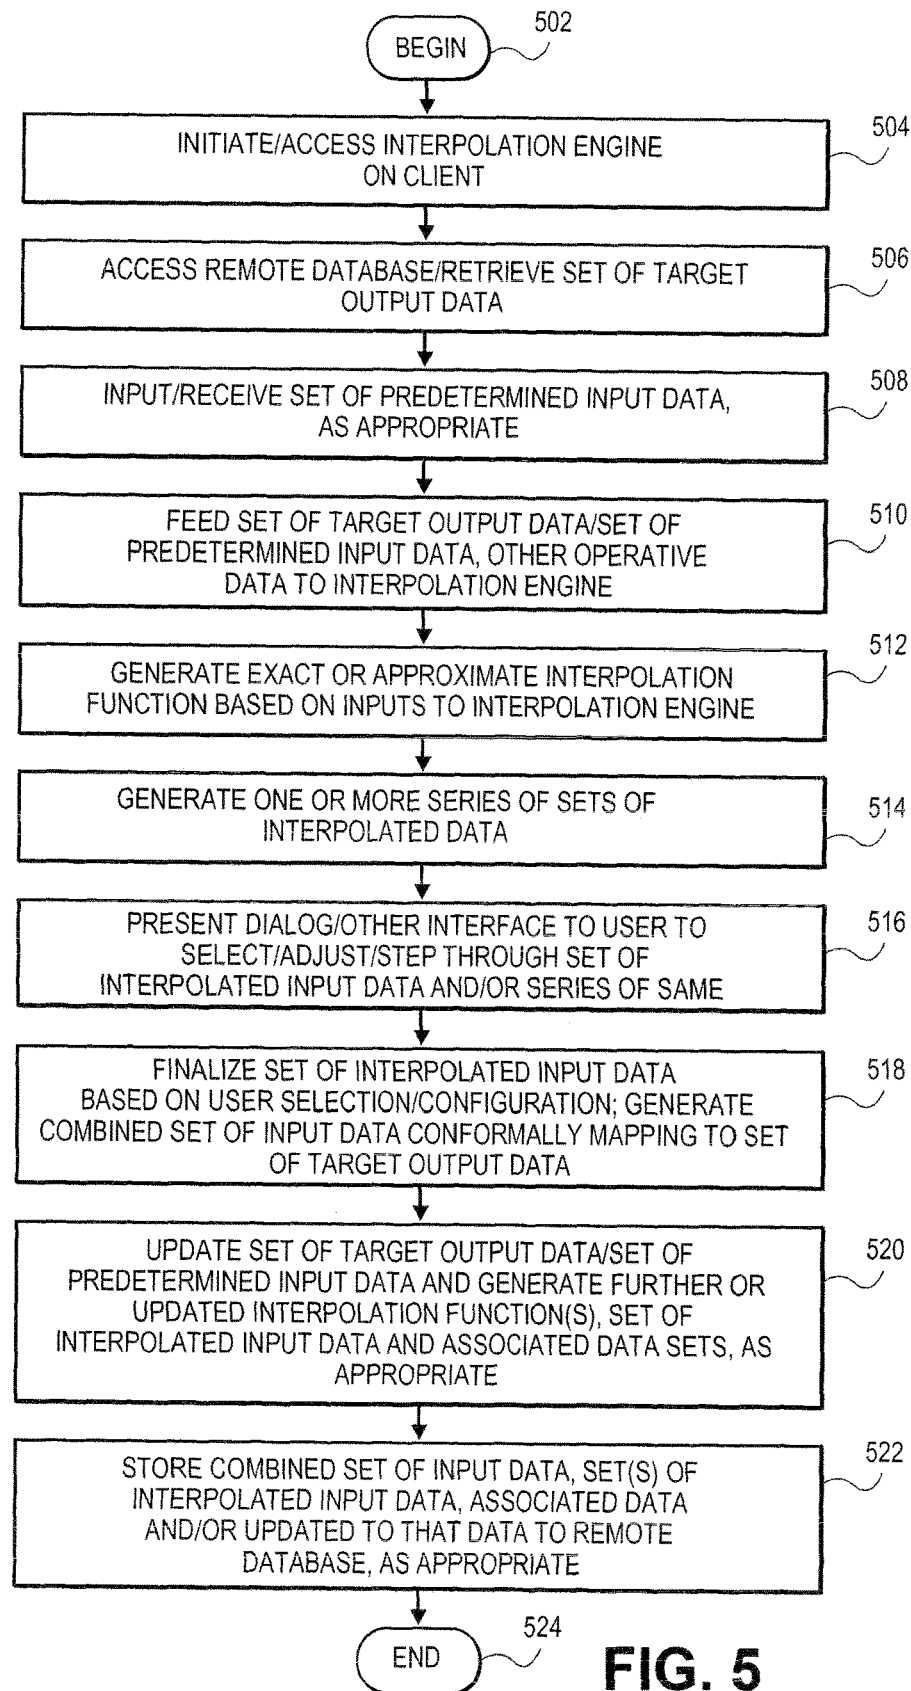 BEGIN
502
INITIATE/ACCESS INTERPOLATION ENGINE
ON CLIENT
504
ACCESS REMOTE DATABASE/RETRIEVE SET OF TARGET
OUTPUT DATA
506
INPUT/RECEIVE SET OF PREDETERMINED INPUT DATA,
AS APPROPRIATE
508
FEED SET OF TARGET OUTPUT DATA/SET OF
PREDETERMINED INPUT DATA, OTHER OPERATIVE
DATA TO INTERPOLATION ENGINE
510
GENERATE EXACT OR APPROXIMATE INTERPOLATION
FUNCTION BASED ON INPUTS TO INTERPOLATION ENGINE
512
GENERATE ONE OR MORE SERIES OF SETS OF
INTERPOLATED DATA
514
PRESENT DIALOG/OTHER INTERFACE TO USER TO
SELECT/ADJUST/STEP THROUGH SET OF
INTERPOLATED INPUT DATA AND/OR SERIES OF SAME
516
FINALIZE SET OF INTERPOLATED INPUT DATA
BASED ON USER SELECTION/CONFIGURATION; GENERATE
COMBINED SET OF INPUT DATA CONFORMALLY MAPPING TO SET
OF TARGET OUTPUT DATA
518
UPDATE SET OF TARGET OUTPUT DATA/SET OF
PREDETERMINED INPUT DATA AND GENERATE FURTHER OR
UPDATED INTERPOLATION FUNCTION(S), SET OF
INTERPOLATED INPUT DATA AND ASSOCIATED DATA SETS, AS
APPROPRIATE
520
STORE COMBINED SET OF INPUT DATA, SET(S) OF
INTERPOLATED INPUT DATA, ASSOCIATED DATA
AND/OR UPDATED TO THAT DATA TO REMOTE
DATABASE, AS APPROPRIATE
522
END
524
FIG. 5